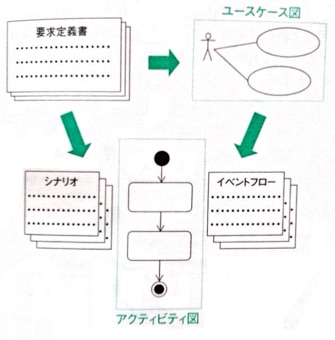 ユースケース図
要求定義書
シナリオ
イベントフロー
アクティビティ図